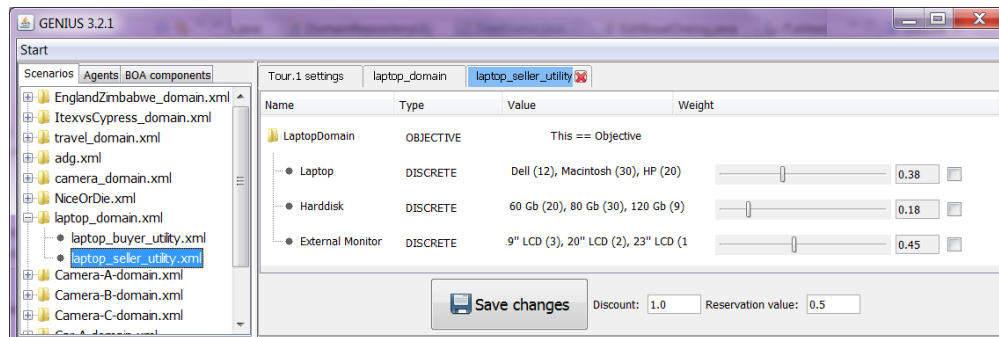 GENIUS 3.2.1
Start
Scenarios Agents BOA components
EnglandZimbabwe_domain.xml
ItexvsCypress_domain.xml
travel_domain.xml
adg.xml
camera_domain.xml
NiceOrDie.xml
laptop_domain.xml
laptop_buyer_utility.xml
laptop_seller_utility.xml
Camera-A-domain.xml
Camera-B-domain.xml
Camera-C-domain.xml
Tour.1 settings laptop_domain laptop_seller_utility
Name Type Value Weight
LaptopDomain OBJECTIVE This == Objective
Laptop DISCRETE Dell (12), Macintosh (30), HP (20) 0.38
Harddisk DISCRETE 60 Gb (20), 80 Gb (30), 120 Gb (9) 0.18
External Monitor DISCRETE .9" LCD (3), 20" LCD (2), 23" LCD (1 0.45
Save changes Discount: 1.0 Reservation value: 0.5